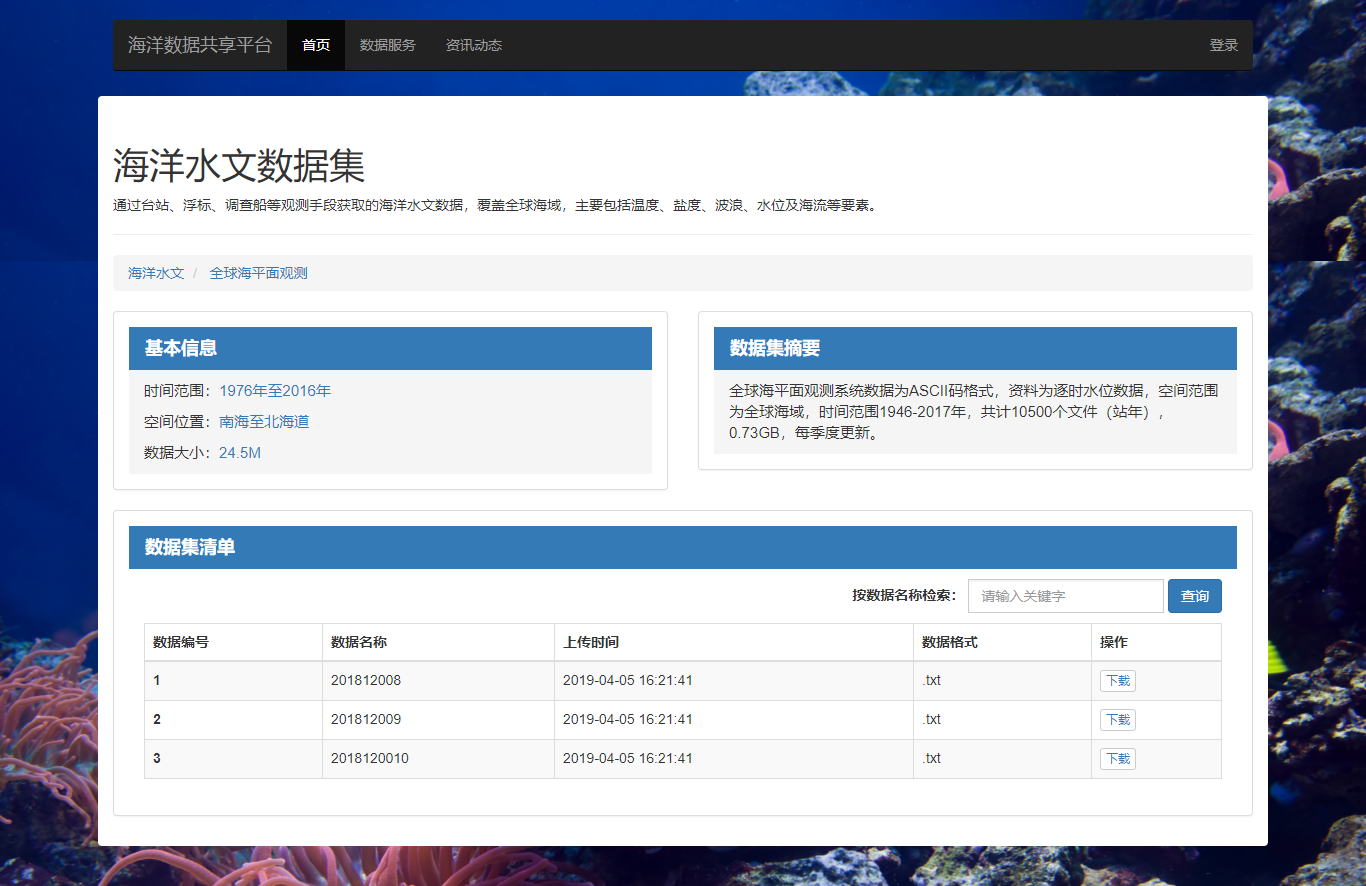 海洋数据共享平台 首页 数据服务 资讯动态 登录
海洋水文数据集
通过台站、浮标、调查船等观测手段获取的海洋水文数据，覆盖全球海域，主要包括温度、盐度、波浪、水位及海流等要素。
海洋水文 / 全球海平面观测
基本信息
时间范围：1976年至2016年
空间位置：南海至北海道
数据大小：24.5M
数据集摘要
全球海平面观测系统数据为ASCII码格式，资料为逐时水位数据，空间范围
为全球海域，时间范围1946-2017年，共计10500个文件（站年），
0.73GB，每季度更新。
数据集清单
按数据名称检索： 请输入关键字 查询
数据编号 数据名称 上传时间 数据格式 操作
1 201812008 2019-04-05 16:21:41 .txt 下载
2 201812009 2019-04-05 16:21:41 .txt 下载
3 2018120010 2019-04-05 16:21:41 .txt 下载